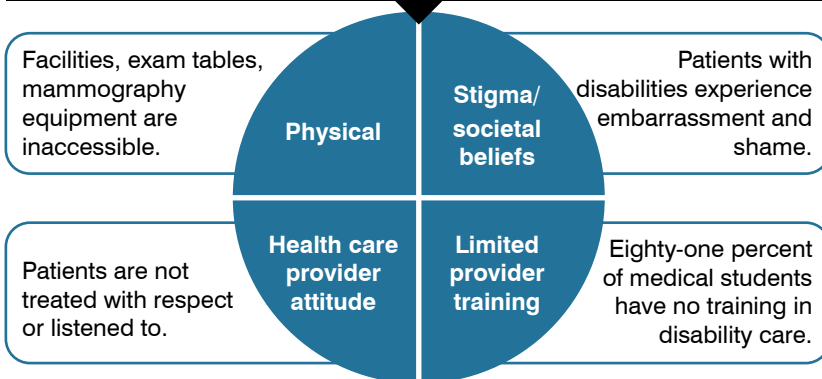 Facilities, exam tables,
mammography
equipment are
inaccessible.
Physical
Stigma/
societal
beliefs
Patients with
disabilities experience
embarrassment and
shame.
Patients are not
treated with respect
or listened to.
Health care
provider
attitude
Limited
provider
training
Eighty-one percent
of medical students
have no training in
disability care.